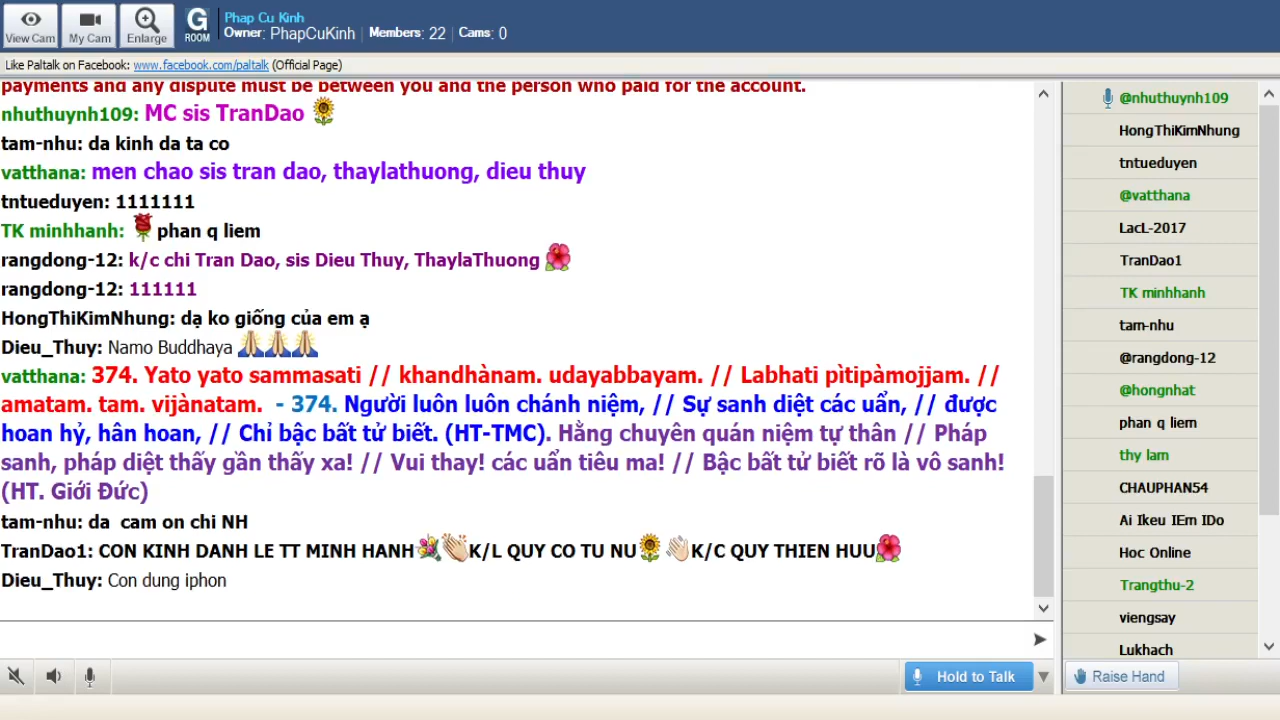 View Cam
My Cam
Enlarge
G
ROOM
Phap Cu Kinh
Owner: PhapCuKinh | Members: 22 | Cams: 0
Like Paltalk on Facebook: www.facebook.com/paltalk (Official Page)
payments and any dispute must be between you and the person who paid for the account.
nhuthuynh109: MC sis TranDao
tam-nhu: da kinh da ta co
vatthana: men chao sis tran dao, thaylathuong, dieu thuy
tntueduyen: 1111111
TK minhhanh: phan q liem
rangdong-12: k/c chi Tran Dao, sis Dieu Thuy, ThaylaThuong
rangdong-12: 111111
HongThiKimNhung: dạ ko giống của em ạ
Dieu_Thuy: Namo Buddhaya
vatthana: 374. Yato yato sammasati // khandhànam. udayabbayam. // Labhati pìtipàmojjam. //
amatam. tam. vijànatam. - 374. Người luôn luôn chánh niệm, // Sự sanh diệt các uẩn, // được
hoan hỷ, hân hoan, // Chỉ bậc bất tử biết. (HT-TMC). Hằng chuyên quán niệm tự thân // Pháp
sanh, pháp diệt thấy gần thấy xa! // Vui thay! các uẩn tiêu ma! // Bậc bất tử biết rõ là vô sanh!
(HT. Giới Đức)
tam-nhu: da  cam on chi NH
TranDao1: CON KINH DANH LE TT MINH HANH K/L QUY CO TU NU K/C QUY THIEN HUU
Dieu_Thuy: Con dung iphon
@nhuthuynh109
HongThiKimNhung
tntueduyen
@vatthana
LacL-2017
TranDao1
TK minhhanh
tam-nhu
@rangdong-12
@hongnhat
phan q liem
thy lam
CHAUPHAN54
Ai Ikeu IEm IDo
Hoc Online
Trangthu-2
viengsay
Lukhach
Hold to Talk
Raise Hand